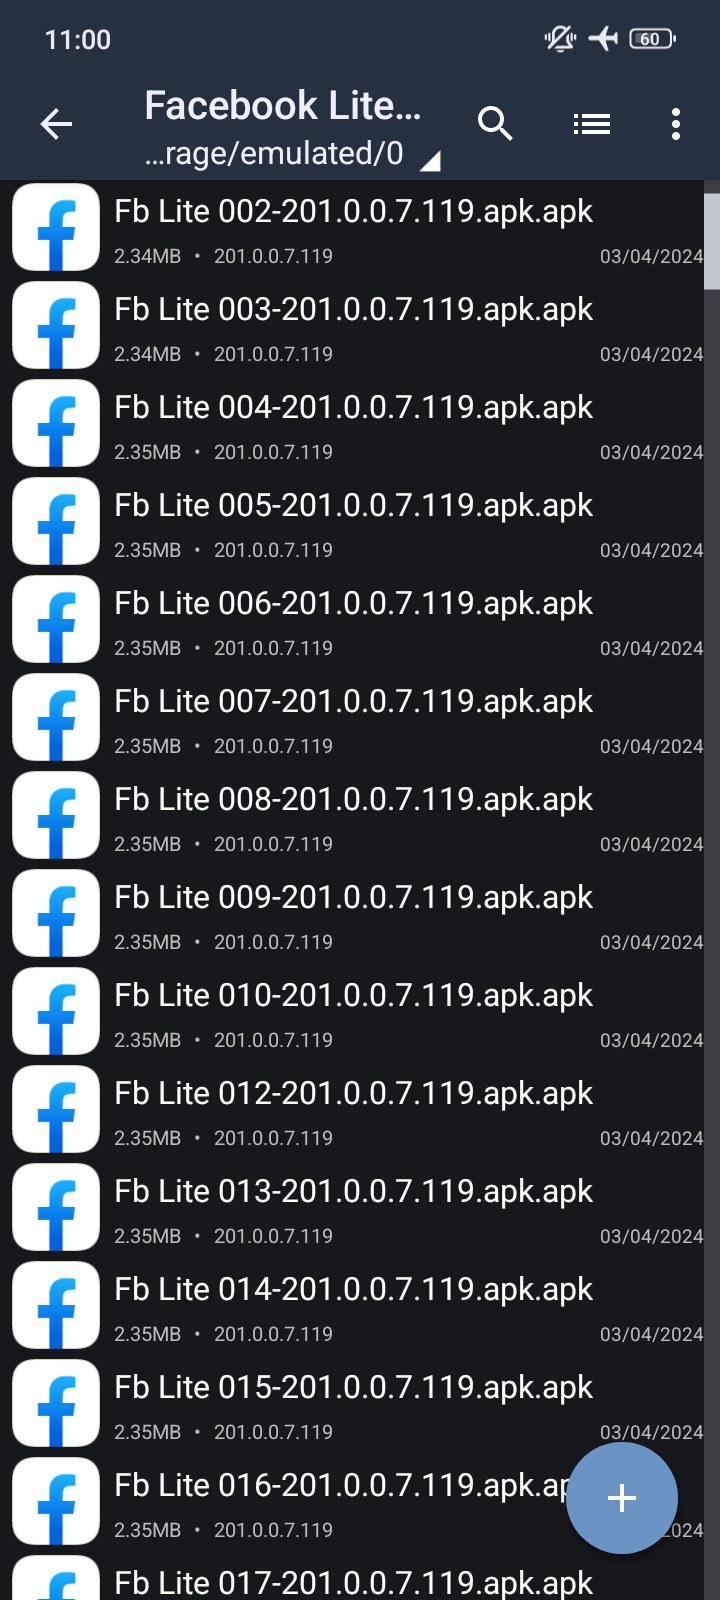 11:00
60
Facebook Lite...
...rage/emulated/0
Fb Lite 002-201.0.0.7.119.apk.apk
2.34MB • 201.0.0.7.119 03/04/2024
Fb Lite 003-201.0.0.7.119.apk.apk
2.34MB • 201.0.0.7.119 03/04/2024
Fb Lite 004-201.0.0.7.119.apk.apk
2.35MB • 201.0.0.7.119 03/04/2024
Fb Lite 005-201.0.0.7.119.apk.apk
2.35MB • 201.0.0.7.119 03/04/2024
Fb Lite 006-201.0.0.7.119.apk.apk
2.35MB • 201.0.0.7.119 03/04/2024
Fb Lite 007-201.0.0.7.119.apk.apk
2.35MB • 201.0.0.7.119 03/04/2024
Fb Lite 008-201.0.0.7.119.apk.apk
2.35MB • 201.0.0.7.119 03/04/2024
Fb Lite 009-201.0.0.7.119.apk.apk
2.35MB • 201.0.0.7.119 03/04/2024
Fb Lite 010-201.0.0.7.119.apk.apk
2.35MB • 201.0.0.7.119 03/04/2024
Fb Lite 012-201.0.0.7.119.apk.apk
2.35MB • 201.0.0.7.119 03/04/2024
Fb Lite 013-201.0.0.7.119.apk.apk
2.35MB • 201.0.0.7.119 03/04/2024
Fb Lite 014-201.0.0.7.119.apk.apk
2.35MB • 201.0.0.7.119 03/04/2024
Fb Lite 015-201.0.0.7.119.apk.apk
2.35MB • 201.0.0.7.119 03/04/2024
Fb Lite 016-201.0.0.7.119.apk.ap
2.35MB • 201.0.0.7.119 2024
Fb Lite 017-201.0.0.7.119.apk.apk